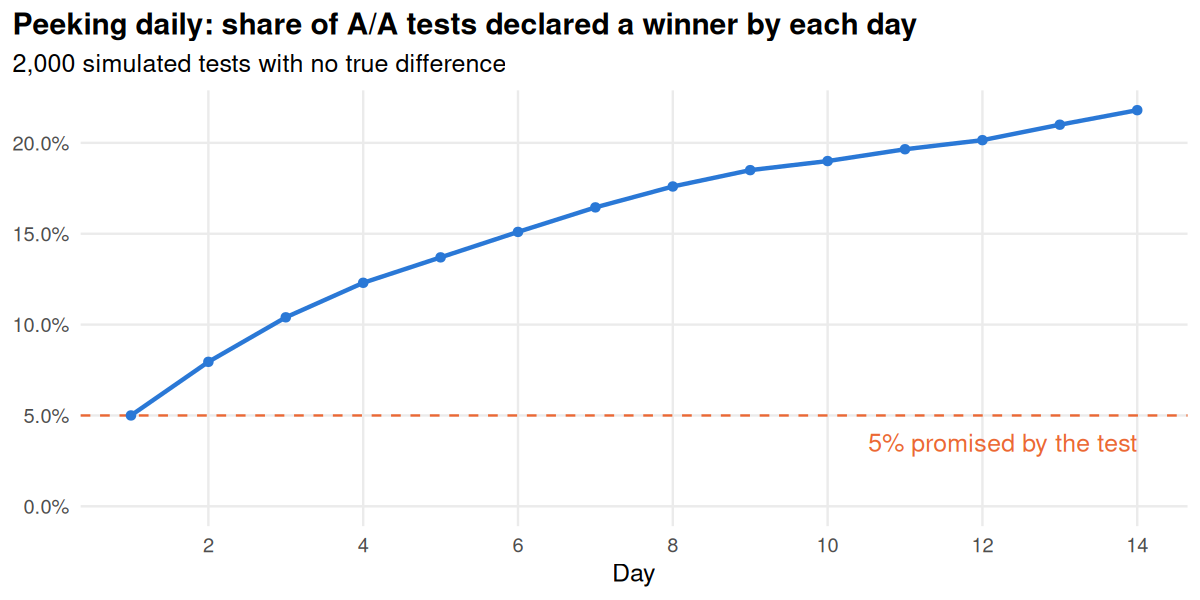 Peeking daily: share of A/A tests declared a winner by each day
2,000 simulated tests with no true difference
20.0%
15.0%
10.0%
5.0%
5% promised by the test
0.0%
2 4 6 8 10 12 14
Day